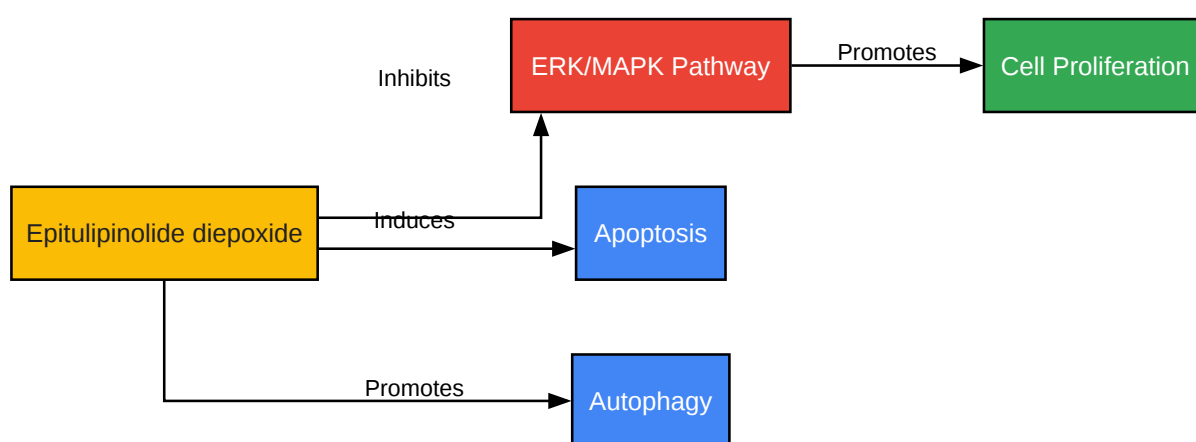 ERK/MAPK Pathway
Promotes
Cell Proliferation
Inhibits
Epitulipinolide diepoxide
Induces
Apoptosis
Promotes
Autophagy